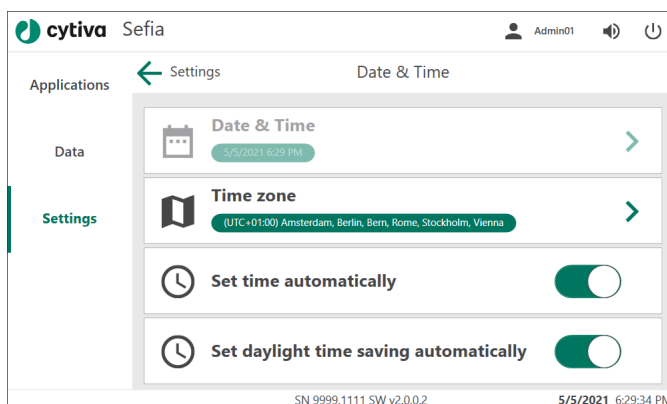 cytiva Sefia Admin01
Applications
Data
Settings
Settings
Date & Time
Date & Time
5/5/2021 6:29 PM
Time zone
(UTC+01:00) Amsterdam, Berlin, Bern, Rome, Stockholm, Vienna
Set time automatically
Set daylight time saving automatically
SN 9999.1111 SW v2.0.0.2
5/5/2021 6:29:34 PM